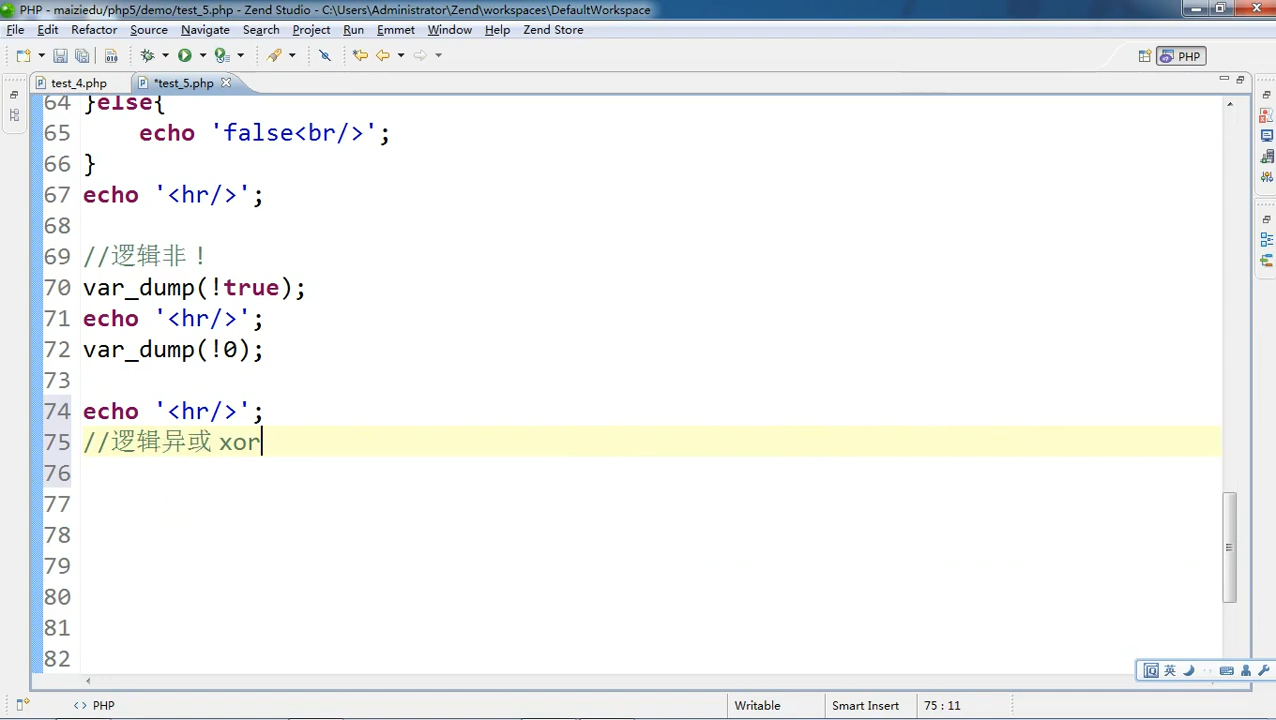 PHP - maiziedu/php5/demo/test_5.php - Zend Studio - C:\Users\Administrator\Zend\workspaces\DefaultWorkspace
File Edit Refactor Source Navigate Search Project Run Emmet Window Help Zend Store
PHP
test_4.php *test_5.php
64 }else{
65 echo 'false<br/>';
66 }
67 echo '<hr/>';
68
69 //逻辑非！
70 var_dump(!true);
71 echo '<hr/>';
72 var_dump(!0);
73
74 echo '<hr/>';
75 //逻辑异或 xor
76
77
78
79
80
81
82
英
<> PHP Writable Smart Insert 75 : 11